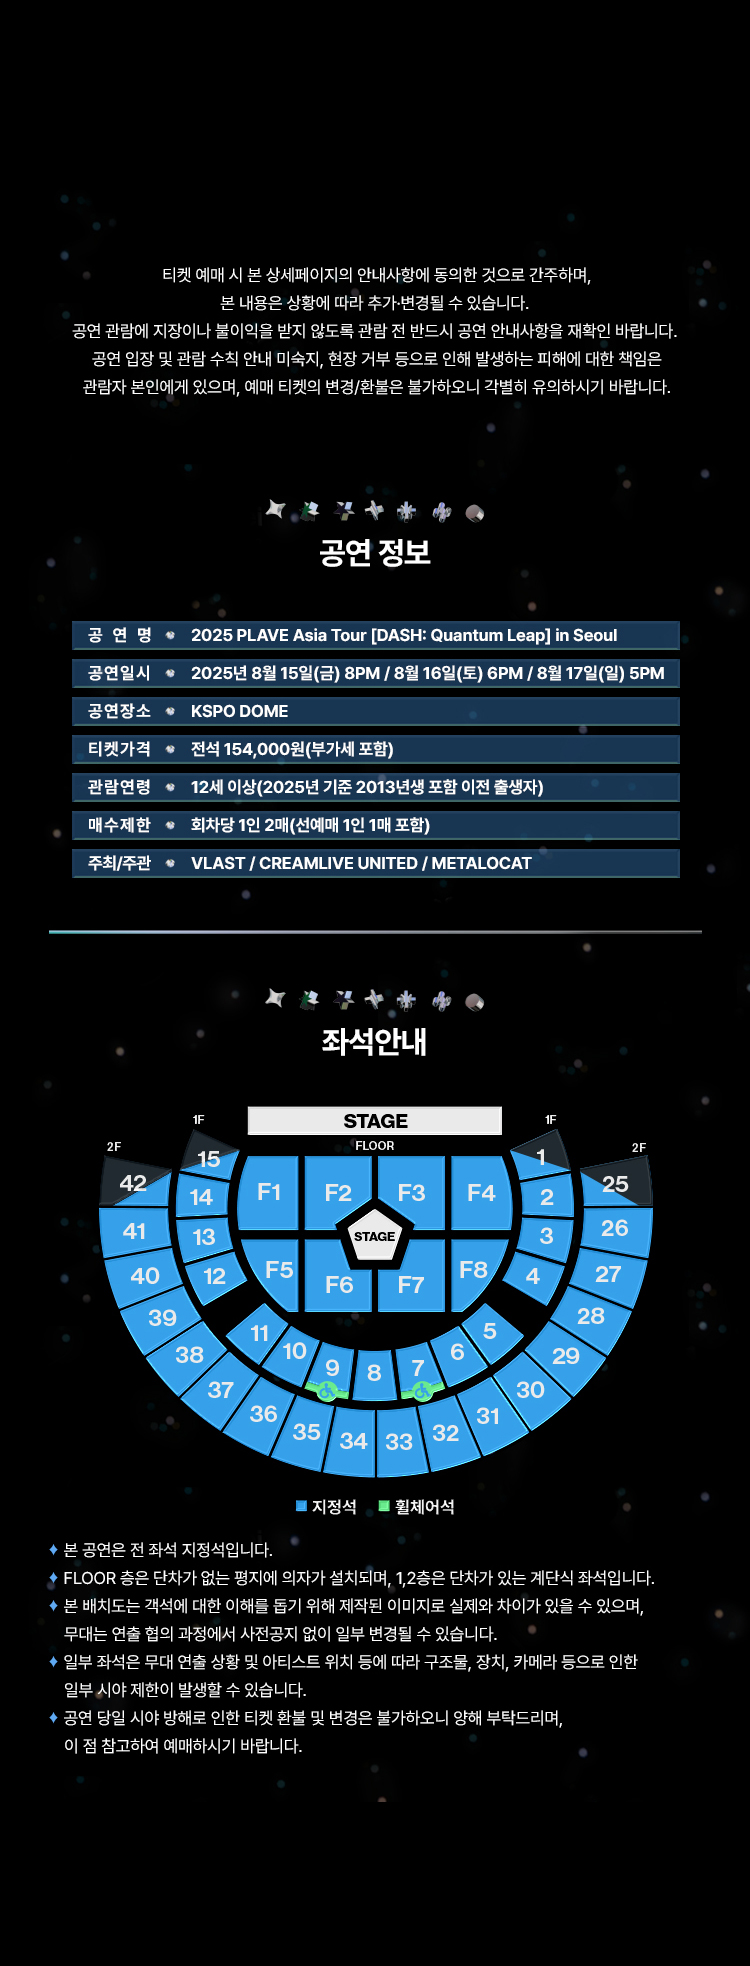 티켓 예매 시 본 상세페이지의 안내사항에 동의한 것으로 간주하며,
본 내용은 상황에 따라 추가·변경될 수 있습니다.
공연 관람에 지장이나 불이익을 받지 않도록 관람 전 반드시 공연 안내사항을 재확인 바랍니다.
공연 입장 및 관람 수칙 안내 미숙지, 현장 거부 등으로 인해 발생하는 피해에 대한 책임은
관람자 본인에게 있으며, 예매 티켓의 변경/환불은 불가하오니 각별히 유의하시기 바랍니다.
공연 정보
공 연 명 2025 PLAVE Asia Tour [DASH: Quantum Leap] in Seoul
공연일시 2025년 8월 15일(금) 8PM / 8월 16일(토) 6PM / 8월 17일(일) 5PM
공연장소 KSPO DOME
티켓가격 전석 154,000원(부가세 포함)
관람연령 12세 이상(2025년 기준 2013년생 포함 이전 출생자)
매수제한 회차당 1인 2매(선예매 1인 1매 포함)
주최/주관 VLAST / CREAMLIVE UNITED / METALOCAT
좌석안내
STAGE
1F 1F
2F FLOOR 2F
42 15 1 25
F1 F2 F3 F4
14 2
41 13 STAGE 3 26
40 12 F5 F6 F7 F8 4 27
39 28
38 11 10 9 8 7 6 5 29
37 30
36 35 34 33 32 31
지정석 휠체어석
본 공연은 전 좌석 지정석입니다.
FLOOR 층은 단차가 없는 평지에 의자가 설치되며, 1,2층은 단차가 있는 계단식 좌석입니다.
본 배치도는 객석에 대한 이해를 돕기 위해 제작된 이미지로 실제와 차이가 있을 수 있으며,
무대는 연출 협의 과정에서 사전공지 없이 일부 변경될 수 있습니다.
일부 좌석은 무대 연출 상황 및 아티스트 위치 등에 따라 구조물, 장치, 카메라 등으로 인한
일부 시야 제한이 발생할 수 있습니다.
공연 당일 시야 방해로 인한 티켓 환불 및 변경은 불가하오니 양해 부탁드리며,
이 점 참고하여 예매하시기 바랍니다.